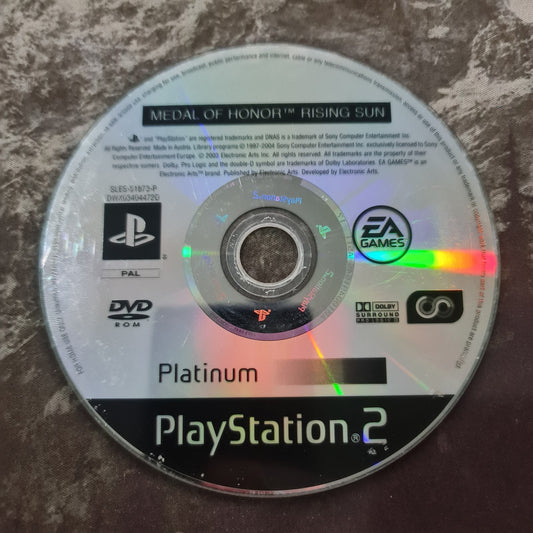 MEDAL OF HONOR™ RISING SUN
and "PlayStation" are registered trademarks and DNAS is a trademark of Sony Computer Entertainment Inc.
All Rights Reserved. Made in Austria. Library programs © 1997-2004 Sony Computer Entertainment Inc. exclusively licensed to Sony
Computer Entertainment Europe. © 2003 Electronic Arts Inc. All rights reserved. All trademarks are the property of their
respective owners. Dolby, Pro Logic and the double-D symbol are trademarks of Dolby Laboratories. EA GAMES™ is an
Electronic Arts™ brand. Published by Electronic Arts. Developed by Electronic Arts.
SLES-51873-P
PAL
EA
GAMES
DVD
ROM
DOLBY
SURROUND
PRO LOGIC II
Platinum
PlayStation®2